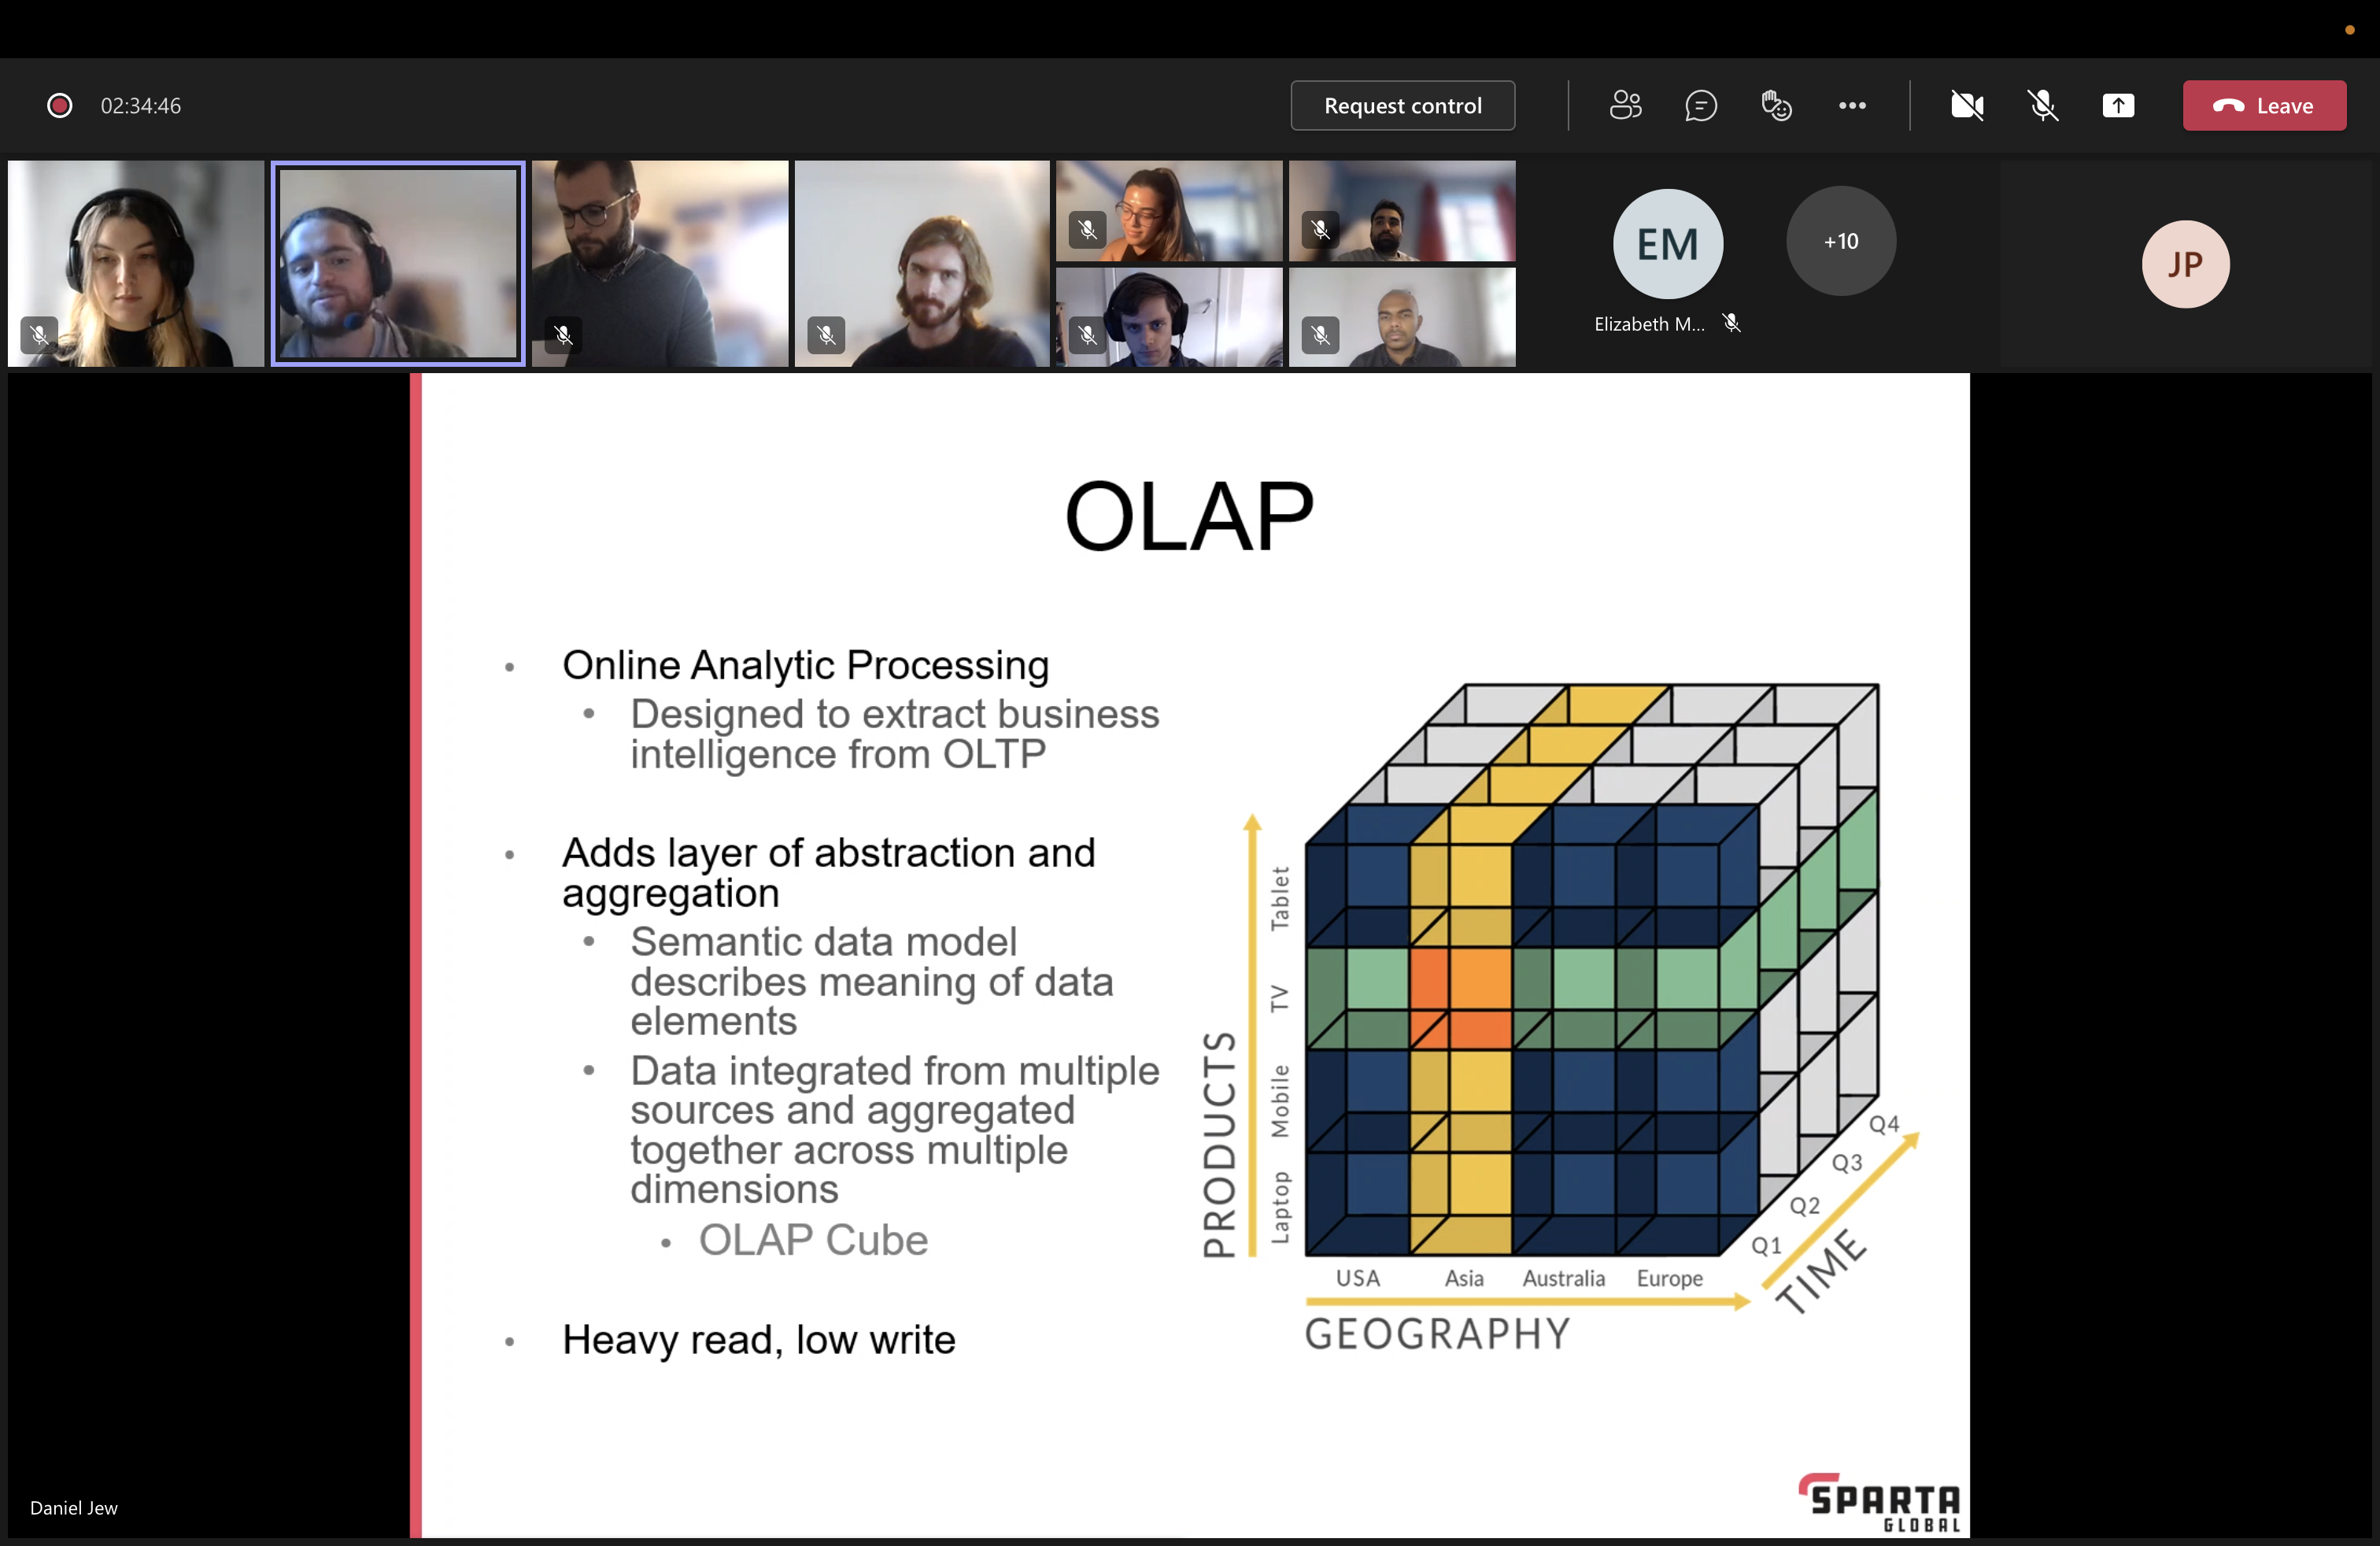 02:34:46
Request control
Leave
EM
+10
JP
Elizabeth M...
OLAP
• Online Analytic Processing
• Designed to extract business
intelligence from OLTP
• Adds layer of abstraction and
aggregation
• Semantic data model
describes meaning of data
elements
• Data integrated from multiple
sources and aggregated
together across multiple
dimensions
• OLAP Cube
• Heavy read, low write
PRODUCTS
Tablet
TV
Mobile
Laptop
USA
Asia
Australia
Europe
GEOGRAPHY
Q1
Q2
Q3
Q4
TIME
Daniel Jew
SPARTA
GLOBAL